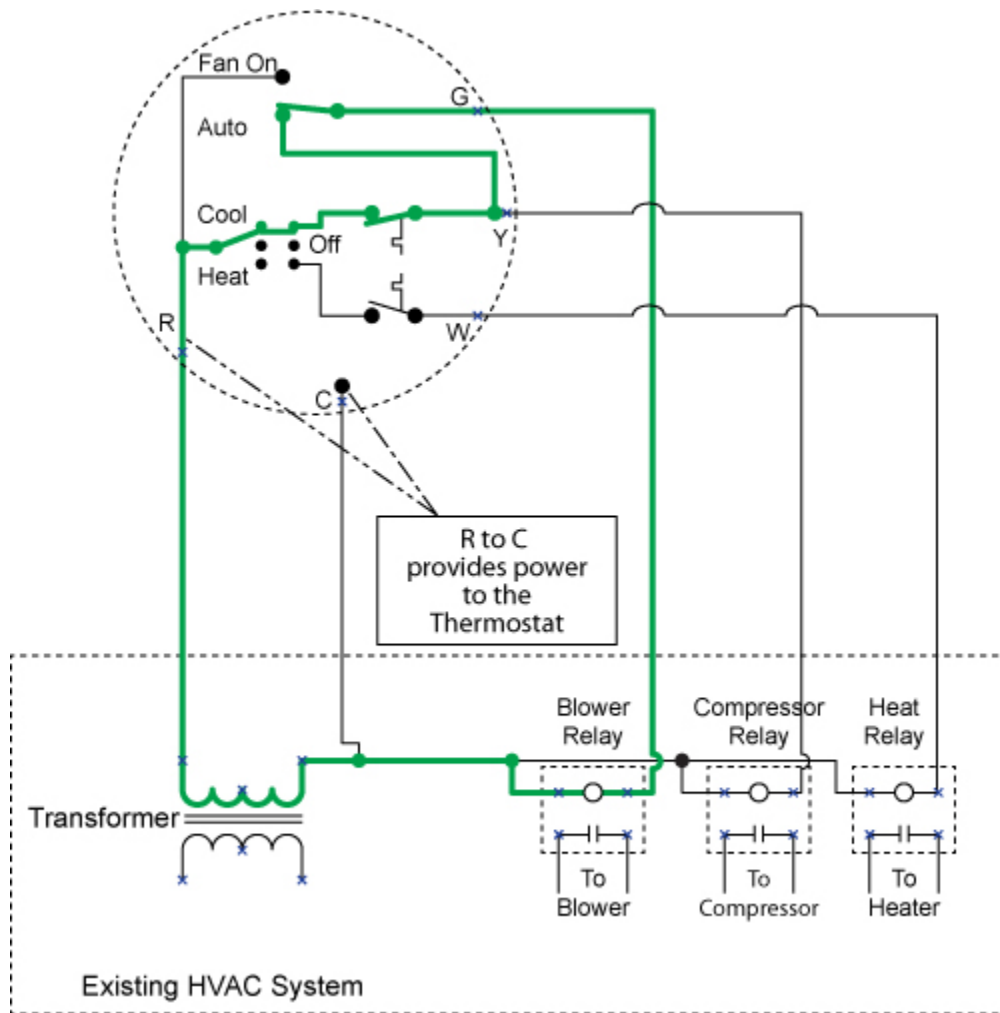 Fan On
G
Auto
Cool
Off
Y
Heat
R
W
C
R to C
provides power
to the
Thermostat
Blower
Relay
Compressor
Relay
Heat
Relay
Transformer
To
Blower
To
Compressor
To
Heater
Existing HVAC System